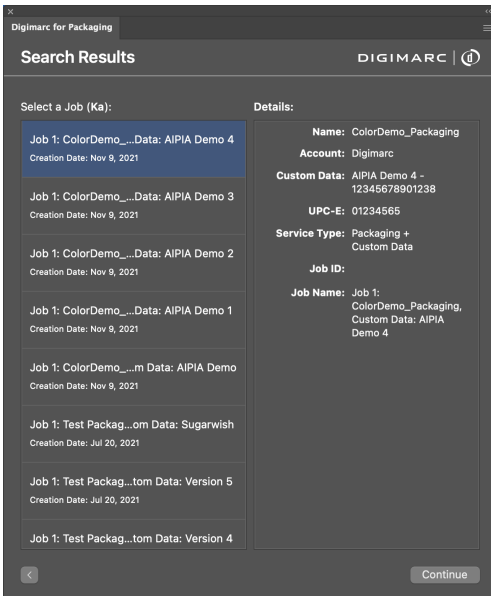 Digimarc for Packaging
Search Results
DIGIMARC
Select a Job (Ka):
Job 1: ColorDemo_...Data: AIPIA Demo 4
Creation Date: Nov 9, 2021
Job 1: ColorDemo_...Data: AIPIA Demo 3
Creation Date: Nov 9, 2021
Job 1: ColorDemo_...Data: AIPIA Demo 2
Creation Date: Nov 9, 2021
Job 1: ColorDemo_...Data: AIPIA Demo 1
Creation Date: Nov 9, 2021
Job 1: ColorDemo_...m Data: AIPIA Demo
Creation Date: Nov 9, 2021
Job 1: Test Packag...om Data: Sugarwish
Creation Date: Jul 20, 2021
Job 1: Test Packag...tom Data: Version 5
Creation Date: Jul 20, 2021
Job 1: Test Packag...tom Data: Version 4
Details:
Name: ColorDemo_Packaging
Account: Digimarc
Custom Data: AIPIA Demo 4 -
12345678901238
UPC-E: 01234565
Service Type: Packaging +
Custom Data
Job ID:
Job Name: Job 1:
ColorDemo_Packaging,
Custom Data: AIPIA
Demo 4
Continue